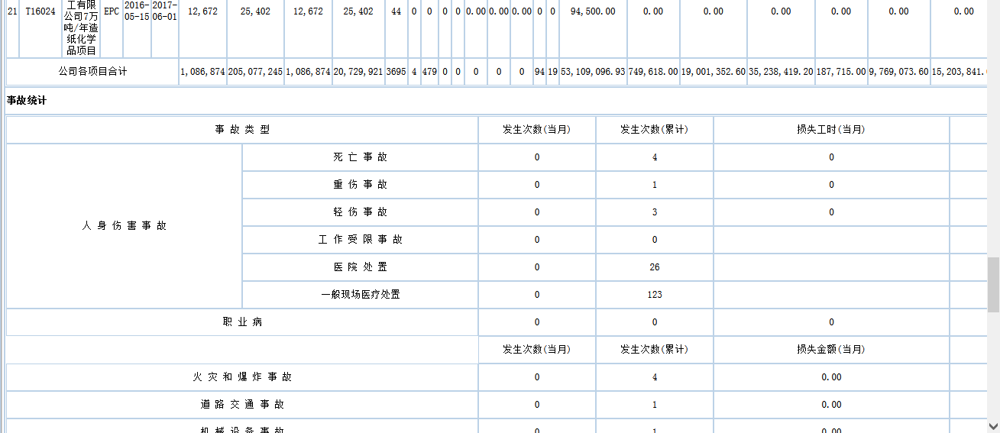 21 T16024 工有限公司7万吨/年造纸化学品项目 EPC 2016-05-15 2017-06-01 12,672 25,402 12,672 25,402 44 0 0 0 0 0.00 0.00 0.00 0 0 94,500.00 0.00 0.00 0.00 0.00 0.00 0.00
公司各项目合计 1,086,874 205,077,245 1,086,874 20,729,921 3695 4 479 0 0 0 0 0 94 19 53,109,096.93 749,618.00 19,001,352.60 35,238,419.20 187,715.00 9,769,073.60 15,203,841.
事故统计
事 故 类 型 发生次数(当月) 发生次数(累计) 损失工时(当月)
人 身 伤 害 事 故
死 亡 事 故 0 4 0
重 伤 事 故 0 1 0
轻 伤 事 故 0 3 0
工 作 受 限 事 故 0 0
医 院 处 置 0 26
一般现场医疗处置 0 123
职 业 病 0 0 0
发生次数(当月) 发生次数(累计) 损失金额(当月)
火 灾 和 爆 炸 事 故 0 4 0.00
道 路 交 通 事 故 0 1 0.00
机 械 设 备 事 故 0 1 0.00